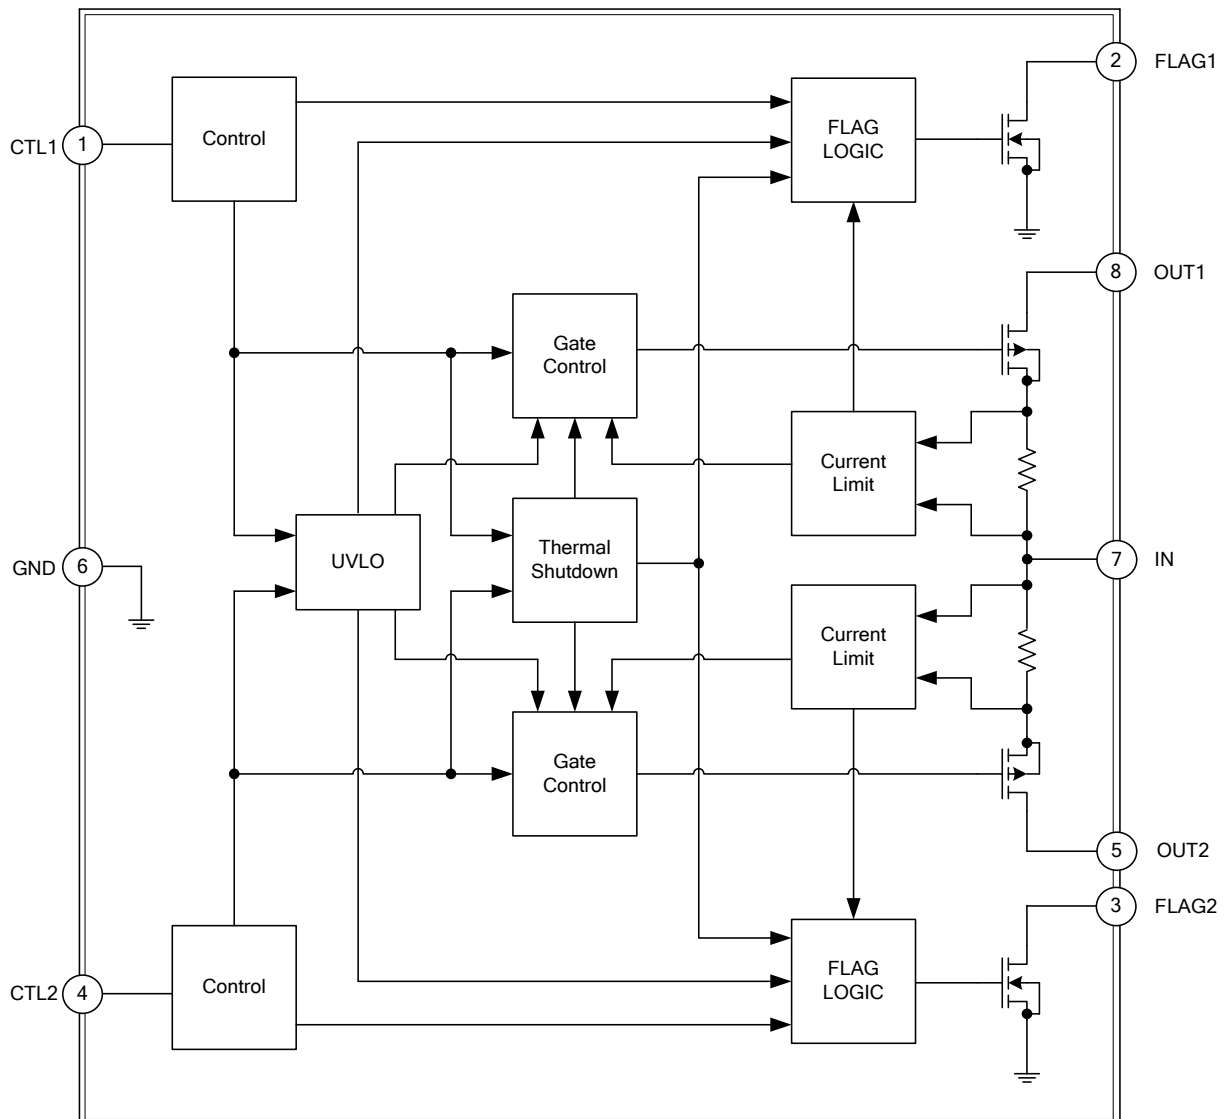 2
FLAG1
Control
FLAG
LOGIC
CTL1
1
8
OUT1
Gate
Control
Current
Limit
UVLO
Thermal
Shutdown
GND
6
7
IN
Current
Limit
Gate
Control
5
OUT2
3
FLAG2
Control
FLAG
LOGIC
CTL2
4